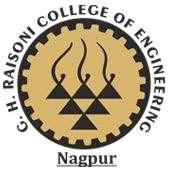 G. H. RAISONI COLLEGE OF ENGINEERING
Nagpur